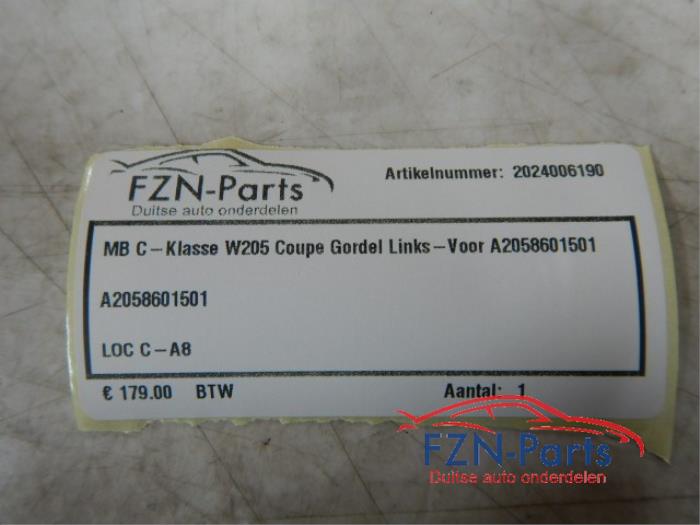 FZN-Parts
Duitse auto onderdelen
Artikelnummer: 2024006190
MB C-Klasse W205 Coupe Gordel Links-Voor A2058601501
A2058601501
LOC C-A8
€ 179.00 BTW
Aantal: 1
FZN-Parts
Duitse auto onderdelen